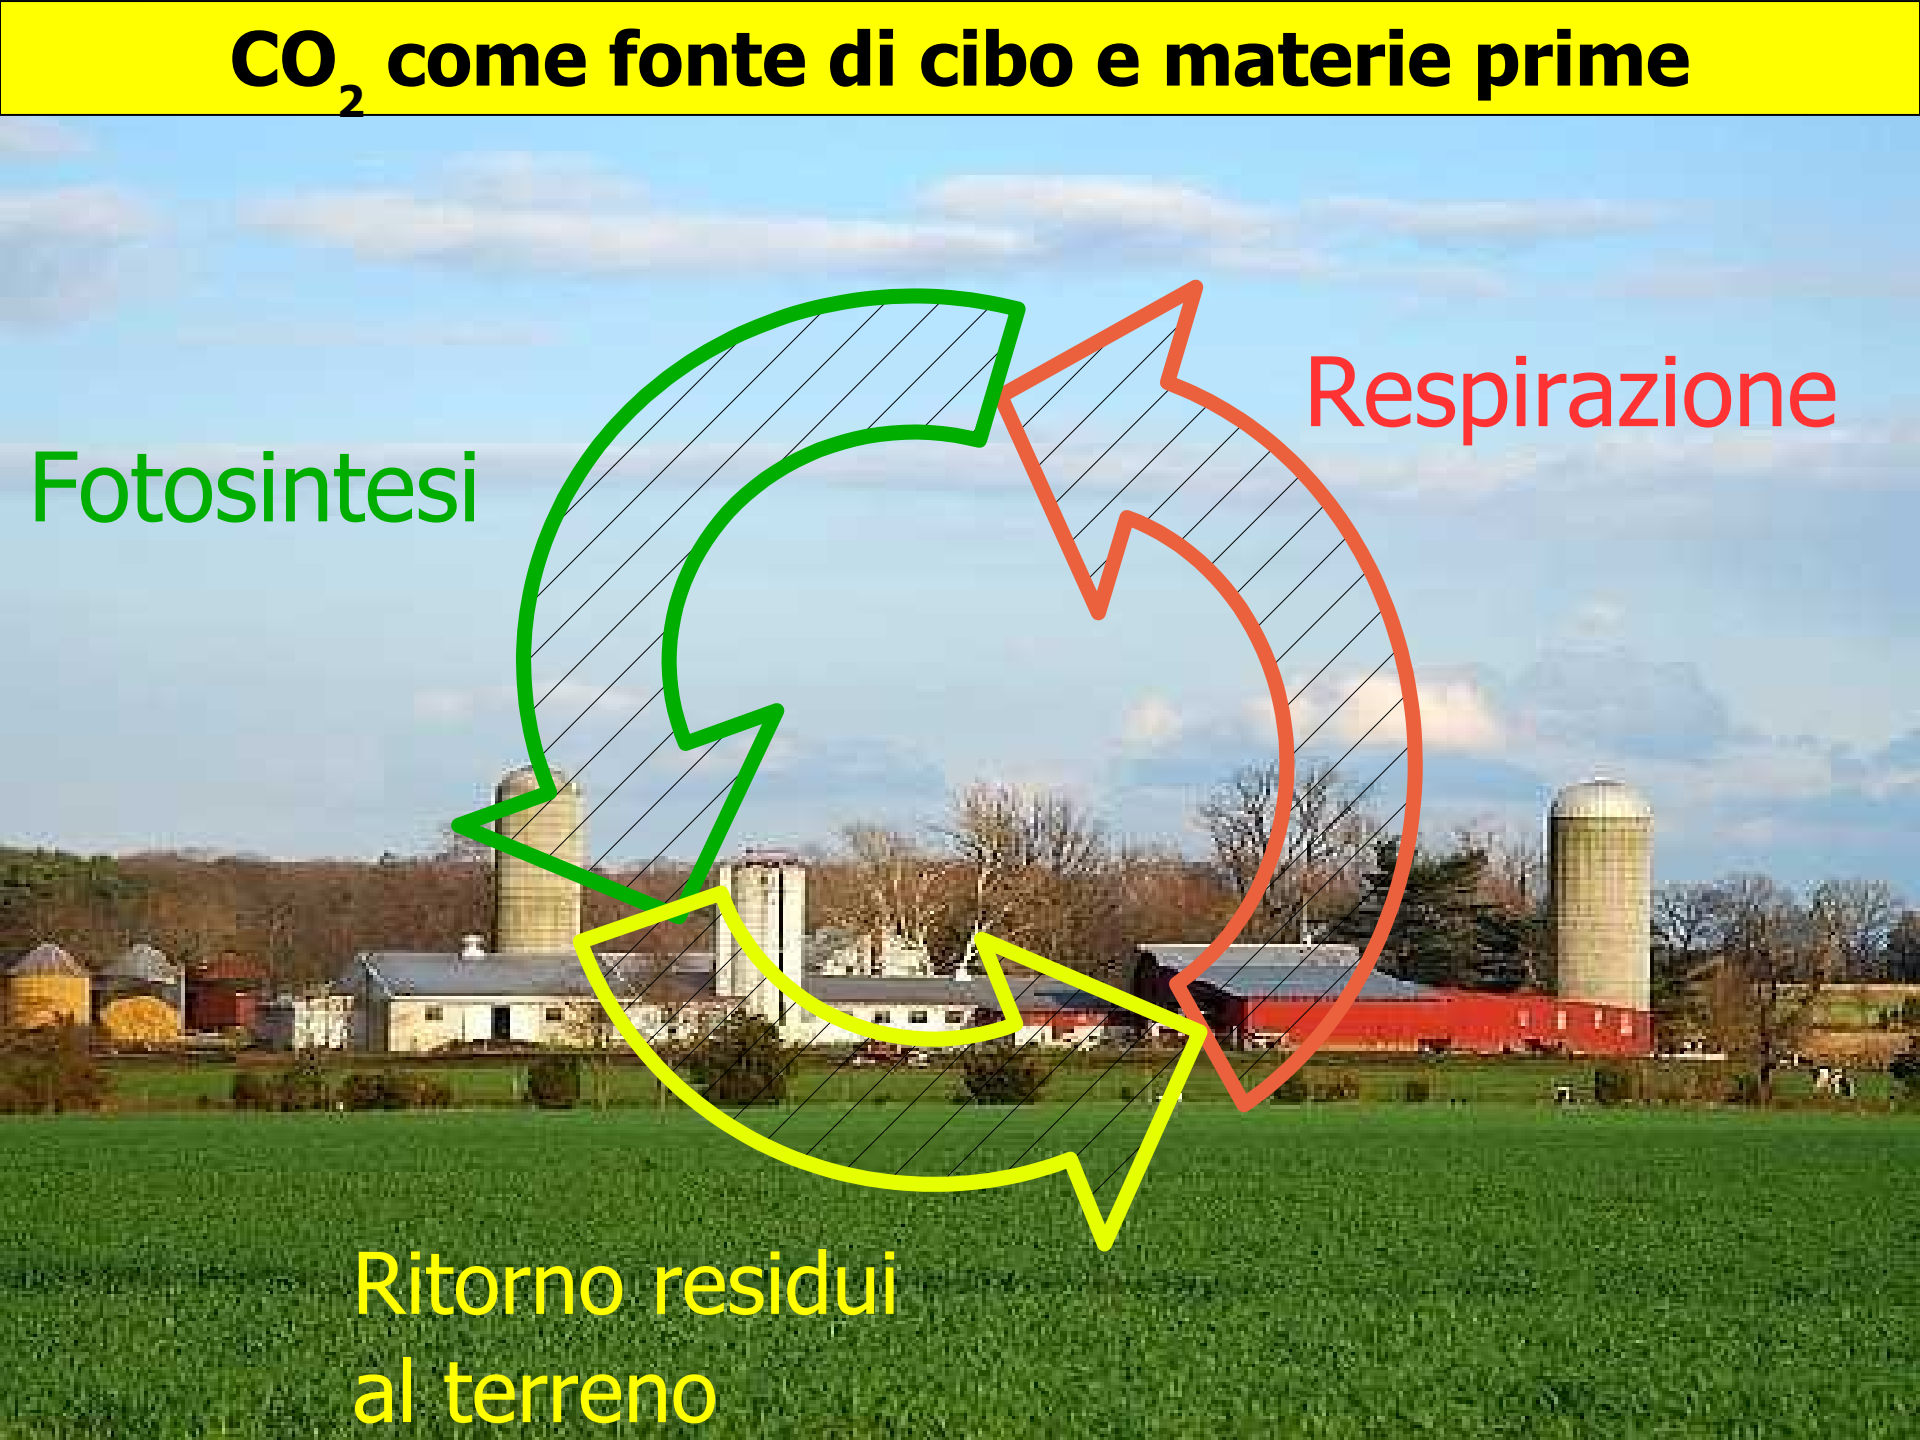 CO₂ come fonte di cibo e materie prime
Respirazione
Fotosintesi
Ritorno residui
al terreno